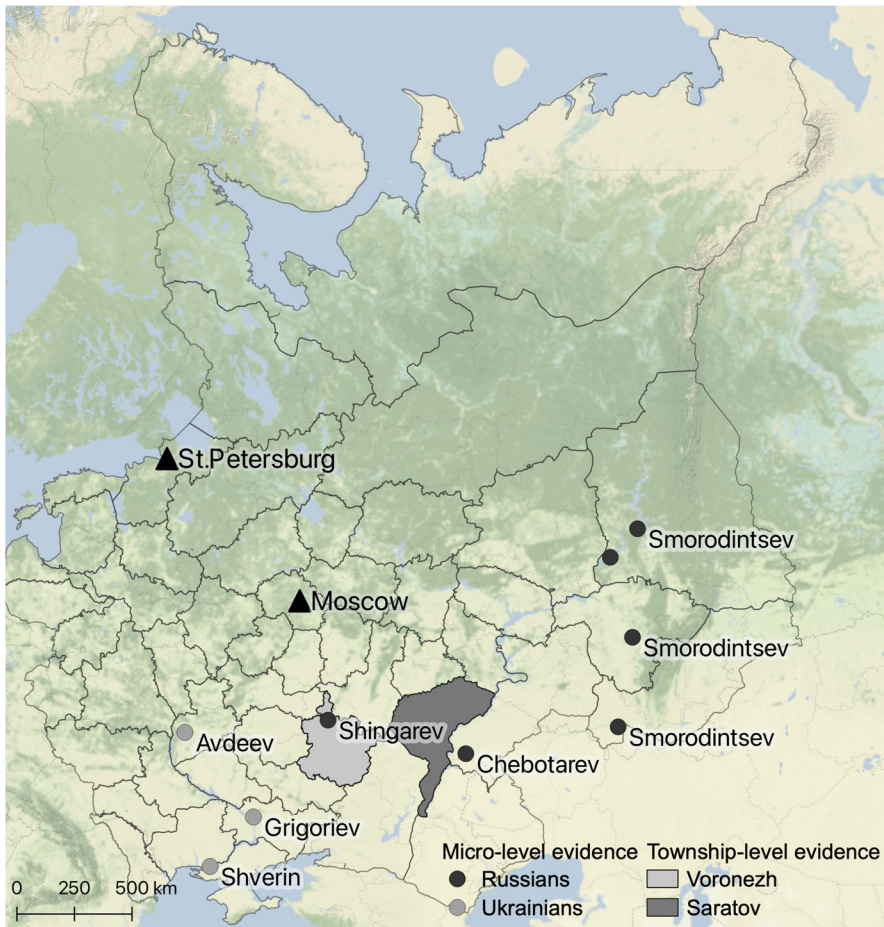 St.Petersburg
Smorodintsev
Moscow
Smorodintsev
Shingarev
Avdeev
Smorodintsev
Chebotarev
Grigoriev
Shverin
Micro-level evidence
Russians
Ukrainians
Township-level evidence
Voronezh
Saratov
0 250 500 km